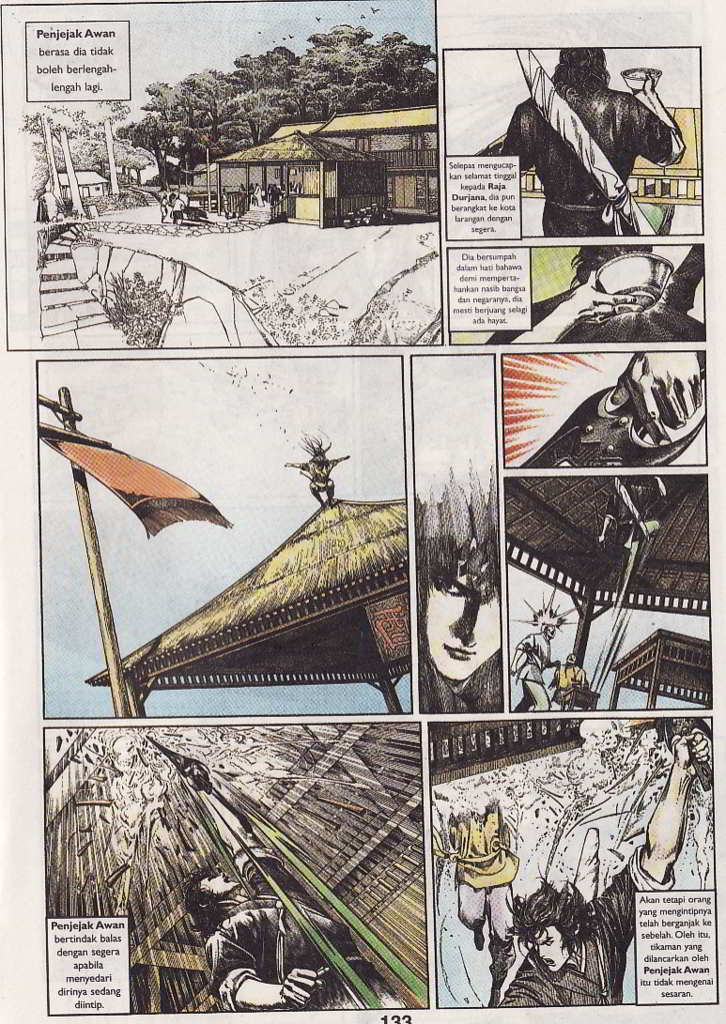 Penjejak Awan
berasa dia tidak
boleh berlengah-
lengah lagi.
Selepas mengucap-
kan selamat tinggal
kepada Raja
Durjana, dia pun
berangkat ke kota
larangan dengan
segera.
Dia bersumpah
dalam hati bahawa
demi memperta-
hankan nasib bangsa
dan negaranya, dia
mesti berjuang selagi
ada hayat.
Penjejak Awan
bertindak balas
dengan segera
apabila
menyedari
dirinya sedang
diintip.
Akan tetapi orang
yang mengintipnya
telah berganjak ke
sebelah. Oleh itu,
tikaman yang
dilancarkan oleh
Penjejak Awan
itu tidak mengenai
sesaran.
133